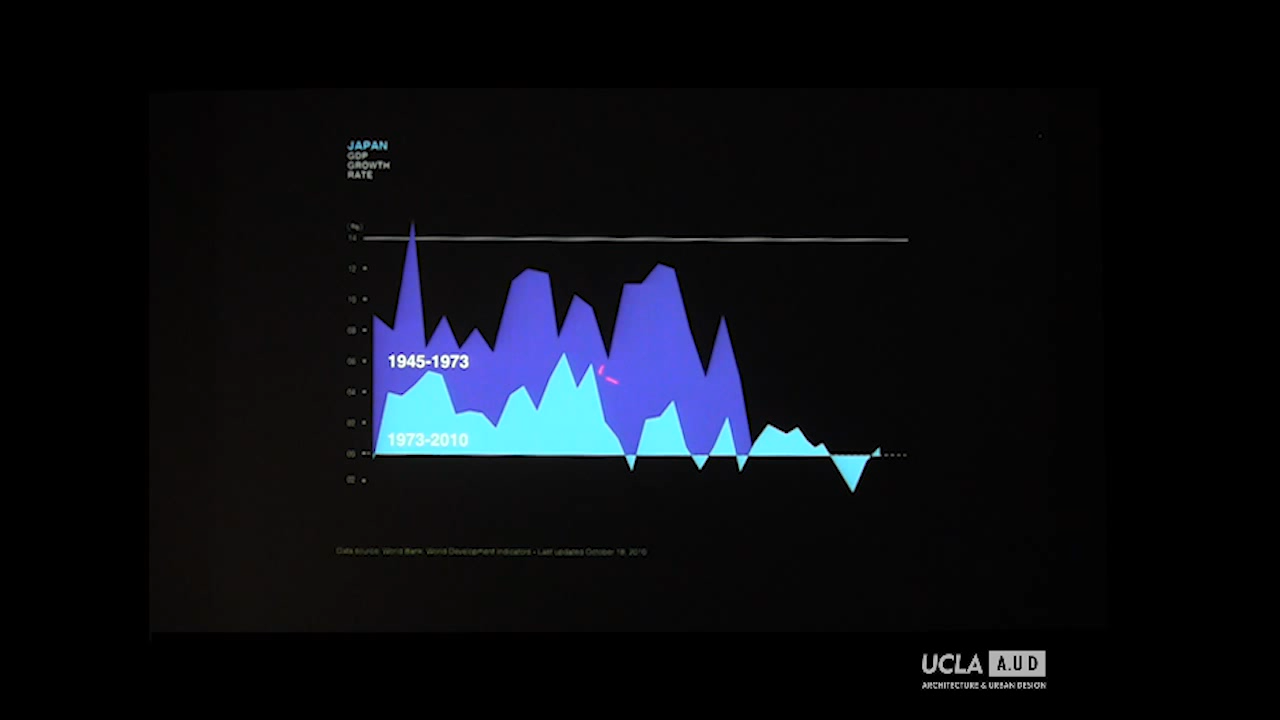 JAPAN
GDP
GROWTH
RATE
(%)
14
12
10
08
06
04
02
00
02
1945-1973
1973-2010
Data source: World Bank, World Development Indicators - Last updated October 18, 2010
UCLA A.UD
ARCHITECTURE & URBAN DESIGN